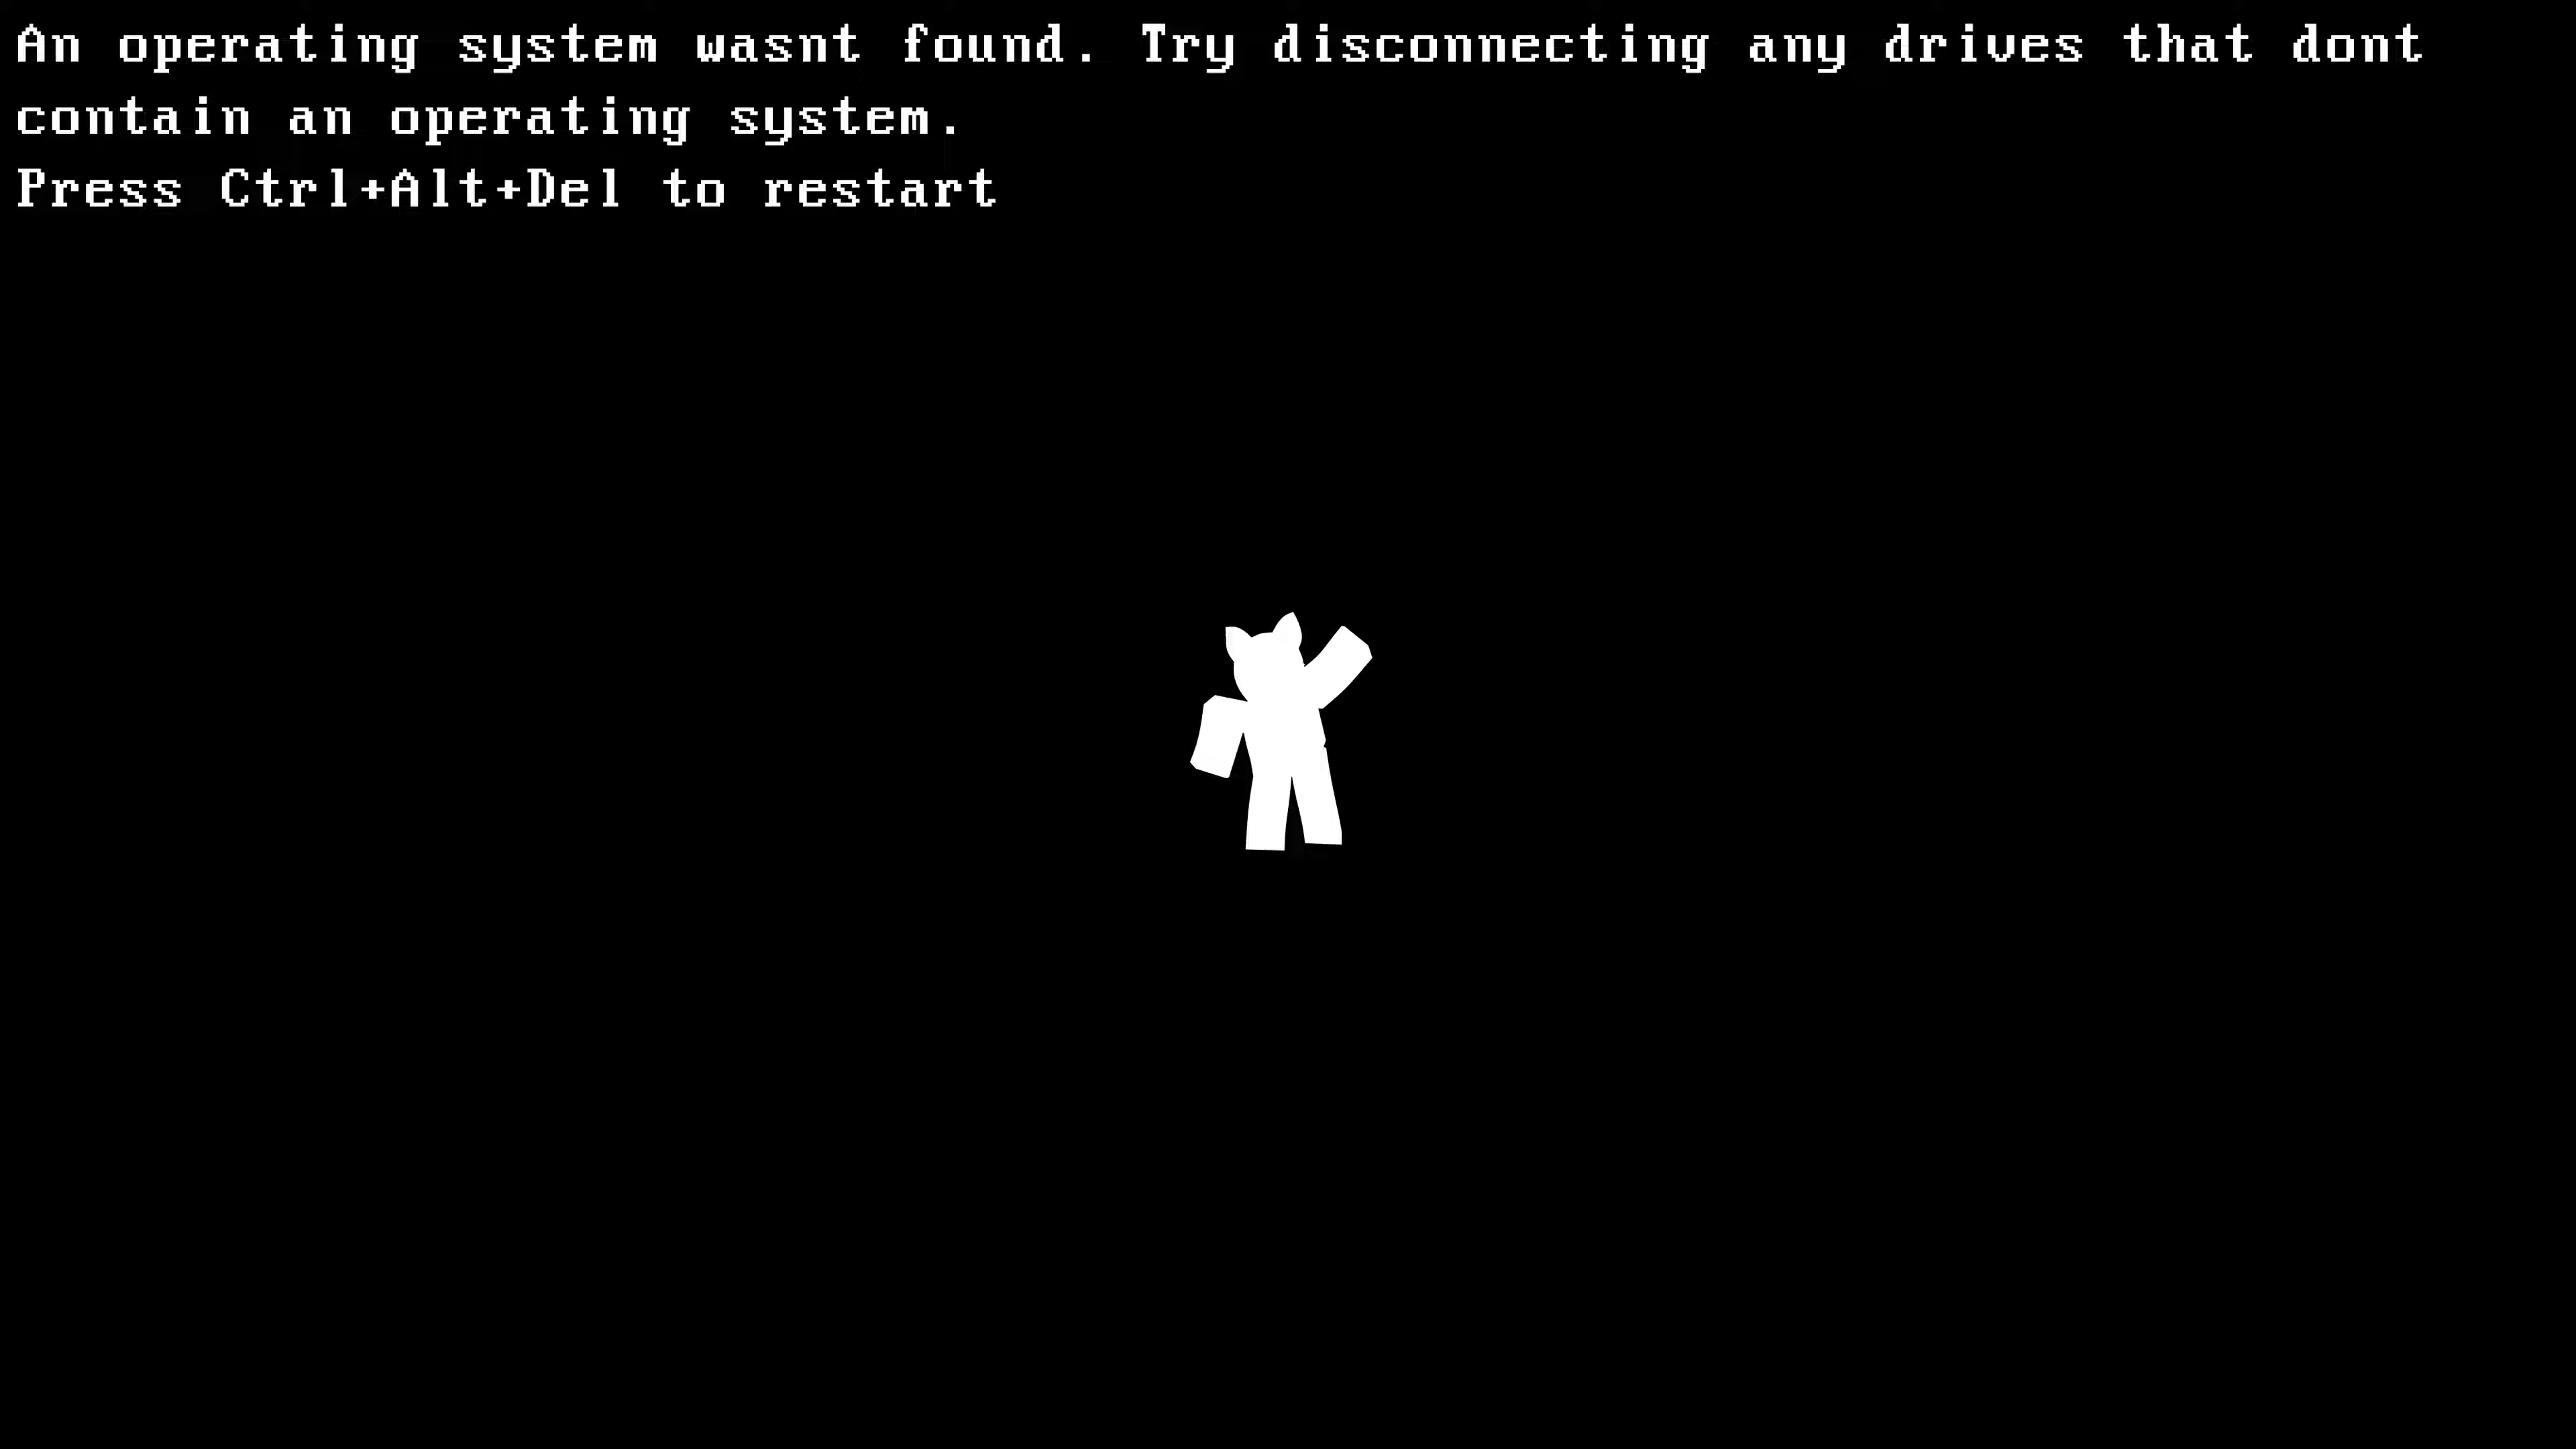 An operating system wasnt found. Try disconnecting any drives that dont
contain an operating system.
Press Ctrl+Alt+Del to restart